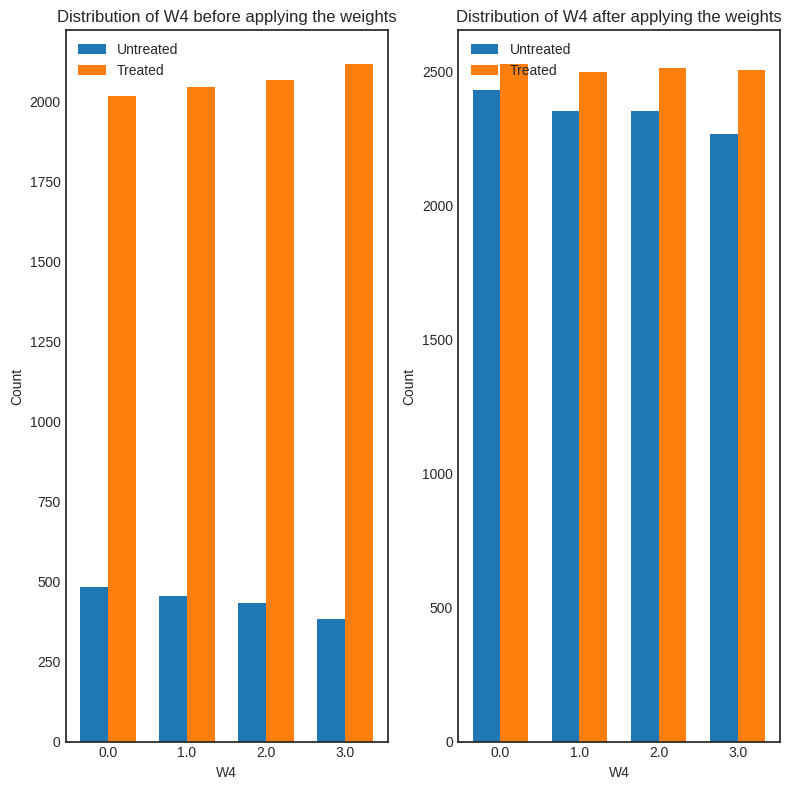 Distribution of W4 before applying the weights
Untreated
Treated
2000
1750
1500
1250
1000
750
500
250
0
Count
0.0 1.0 2.0 3.0
W4
Distribution of W4 after applying the weights
Untreated
Treated
2500
2000
1500
1000
500
0
Count
0.0 1.0 2.0 3.0
W4